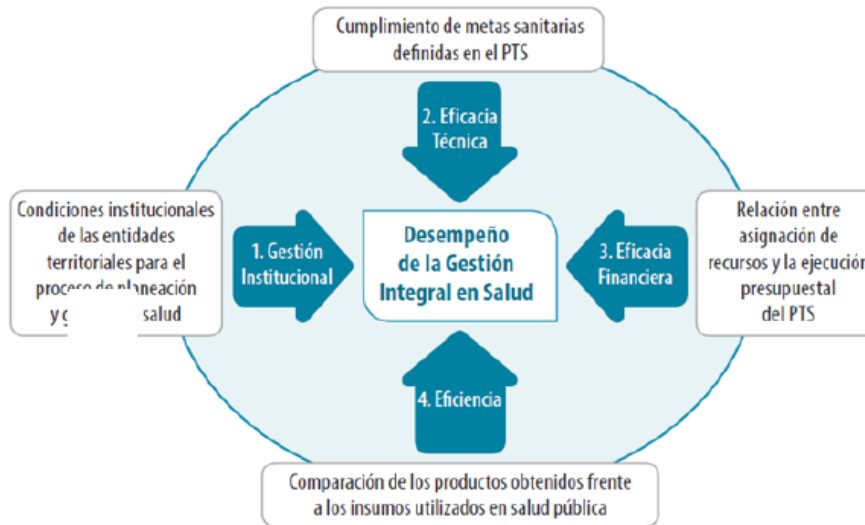 Cumplimiento de metas sanitarias
definidas en el PTS
2. Eficacia
Técnica
Condiciones institucionales
de las entidades
territoriales para el
proceso de planeación
y salud
1. Gestión
Institucional
Desempeño
de la Gestión
Integral en Salud
3. Eficacia
Financiera
Relación entre
asignación de
recursos y la ejecución
presupuestal
del PTS
4. Eficiencia
Comparación de los productos obtenidos frente
a los insumos utilizados en salud pública